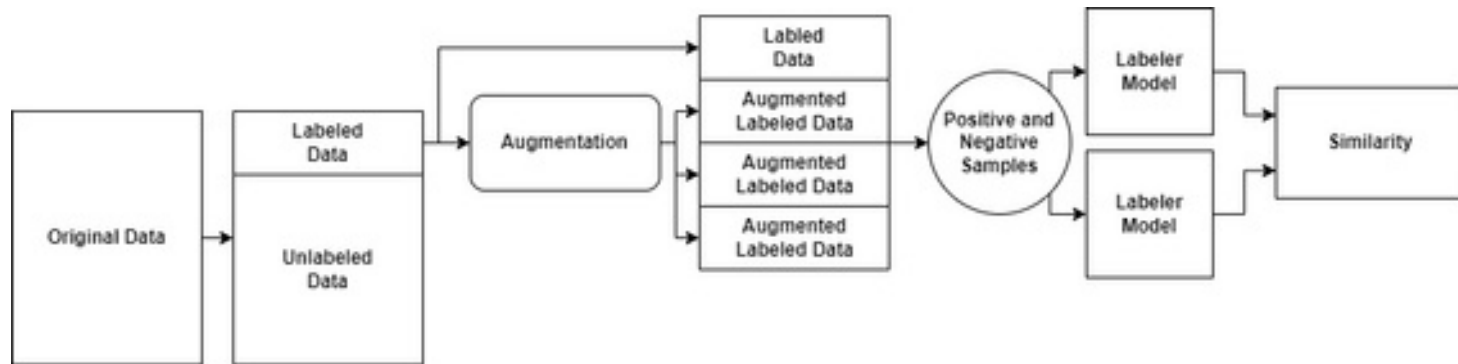 Original Data
Labeled
Data
Unlabeled
Data
Augmentation
Labled
Data
Augmented
Labeled Data
Augmented
Labeled Data
Augmented
Labeled Data
Positive and
Negative
Samples
Labeler
Model
Labeler
Model
Similarity